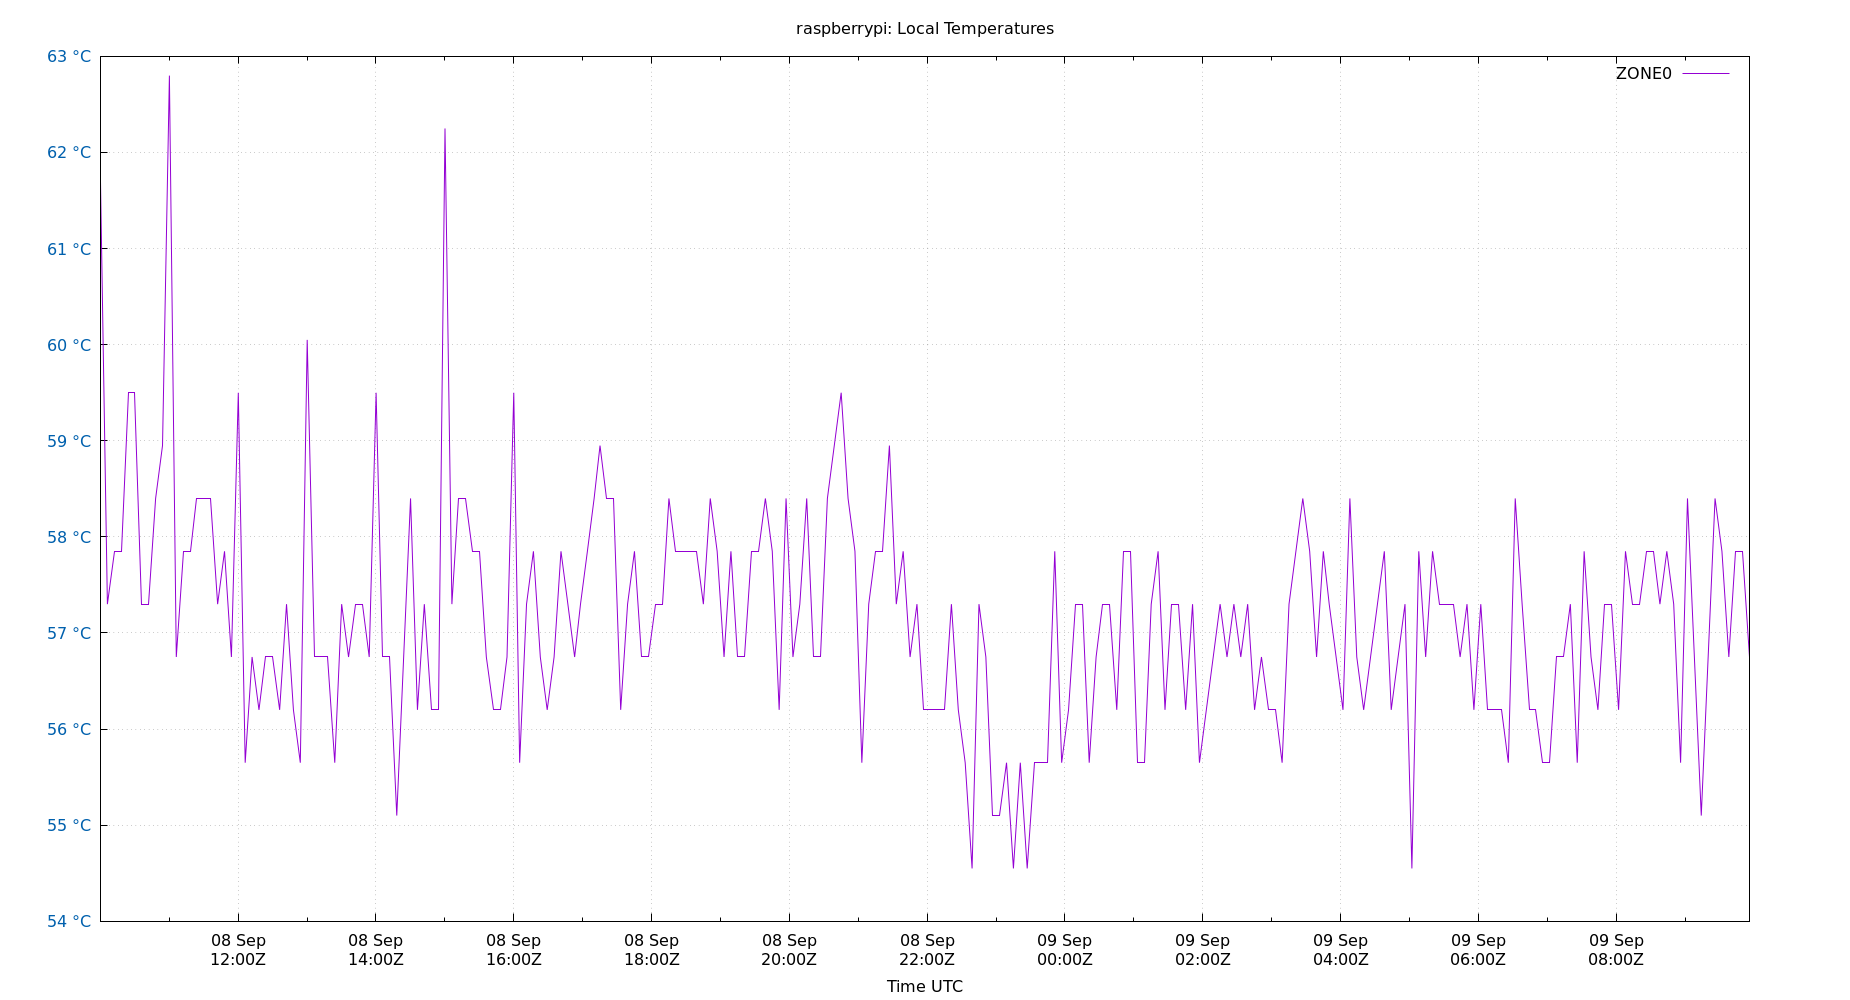 raspberrypi: Local Temperatures
63 °C
ZONE0
62 °C
61 °C
60 °C
59 °C
58 °C
57 °C
56 °C
55 °C
54 °C
08 Sep 08 Sep 08 Sep 08 Sep 08 Sep 08 Sep 09 Sep 09 Sep 09 Sep 09 Sep 09 Sep
12:00Z 14:00Z 16:00Z 18:00Z 20:00Z 22:00Z 00:00Z 02:00Z 04:00Z 06:00Z 08:00Z
Time UTC